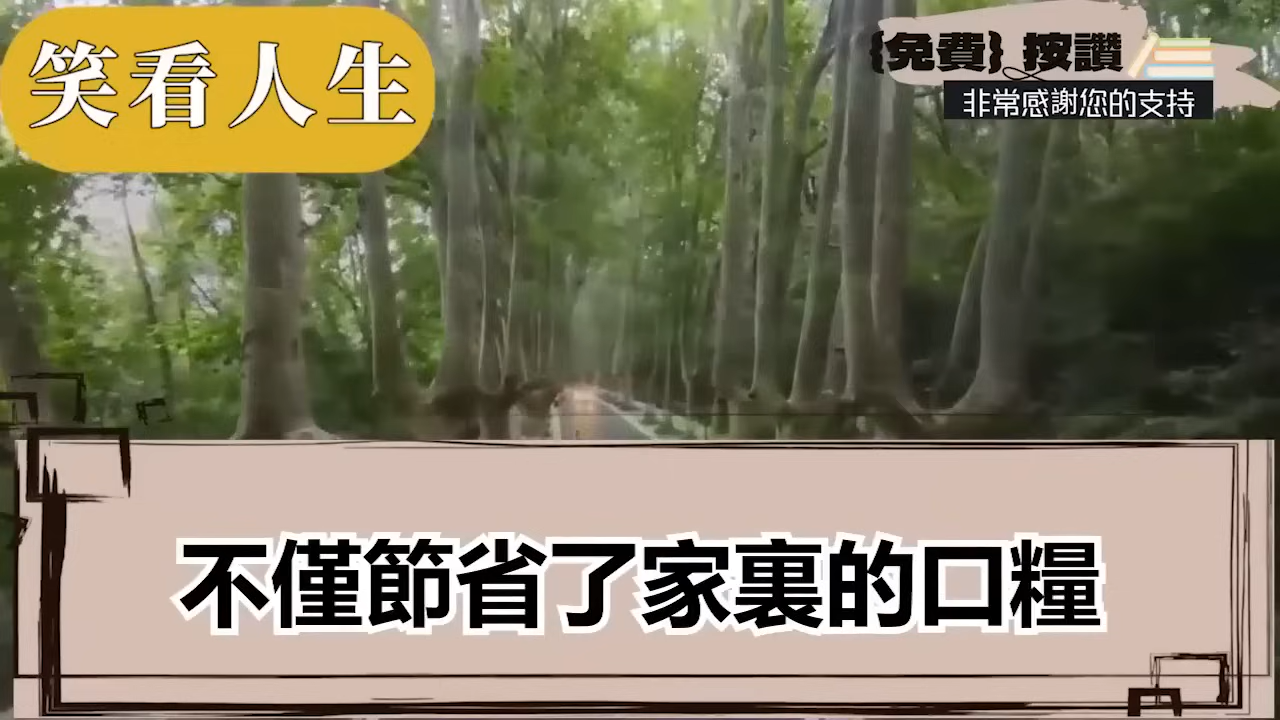 笑看人生
{免費} 按讚
非常感謝您的支持
不僅節省了家裏的口糧